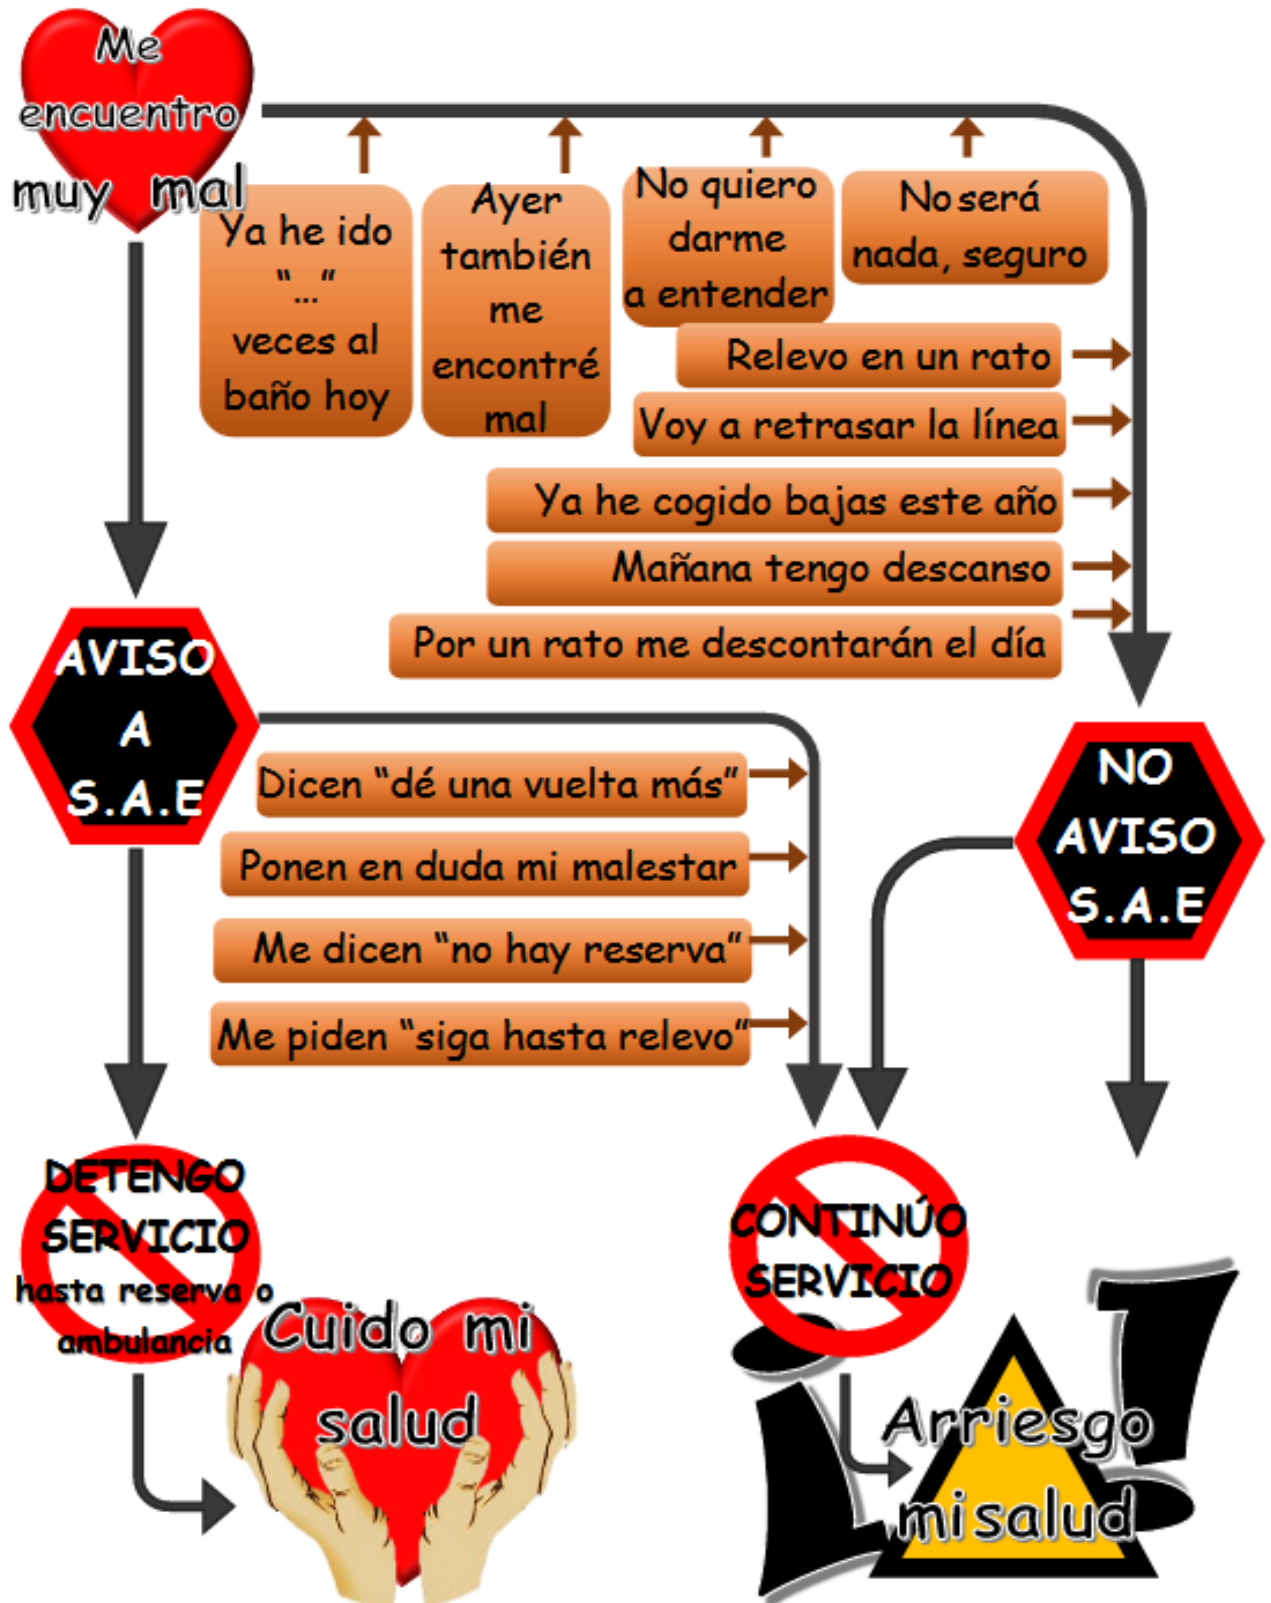 Me
encuentro
muy mal
Ya he ido
“...”
veces al
baño hoy
Ayer
también
me
encontré
mal
No quiero
darme
a entender
No será
nada, seguro
Relevo en un rato
Voy a retrasar la línea
Ya he cogido bajas este año
Mañana tengo descanso
Por un rato me descontarán el día
AVISO
A
S.A.E
Dicen “dé una vuelta más”
Ponen en duda mi malestar
Me dicen “no hay reserva”
Me piden “siga hasta relevo”
NO
AVISO
S.A.E
DETENGO
SERVICIO
hasta reserva o
ambulancia
Cuido mi
salud
CONTINÚO
SERVICIO
¡
Arriesgo
mi salud
!